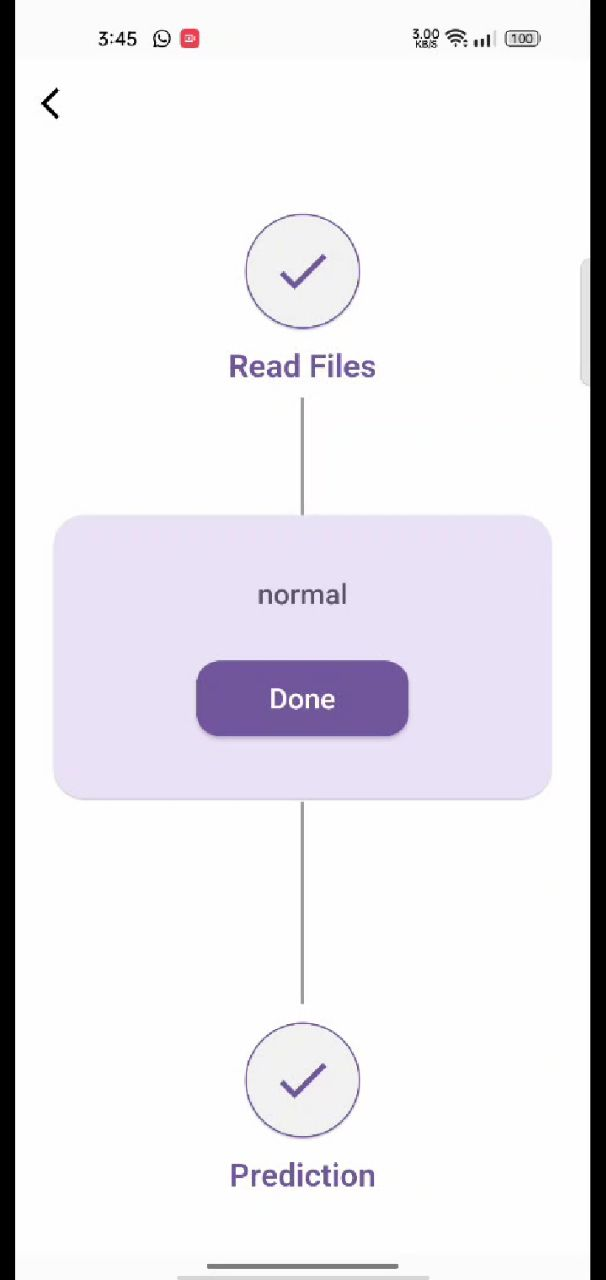 3:45
3.00
KB/S
100
Read Files
normal
Done
Prediction